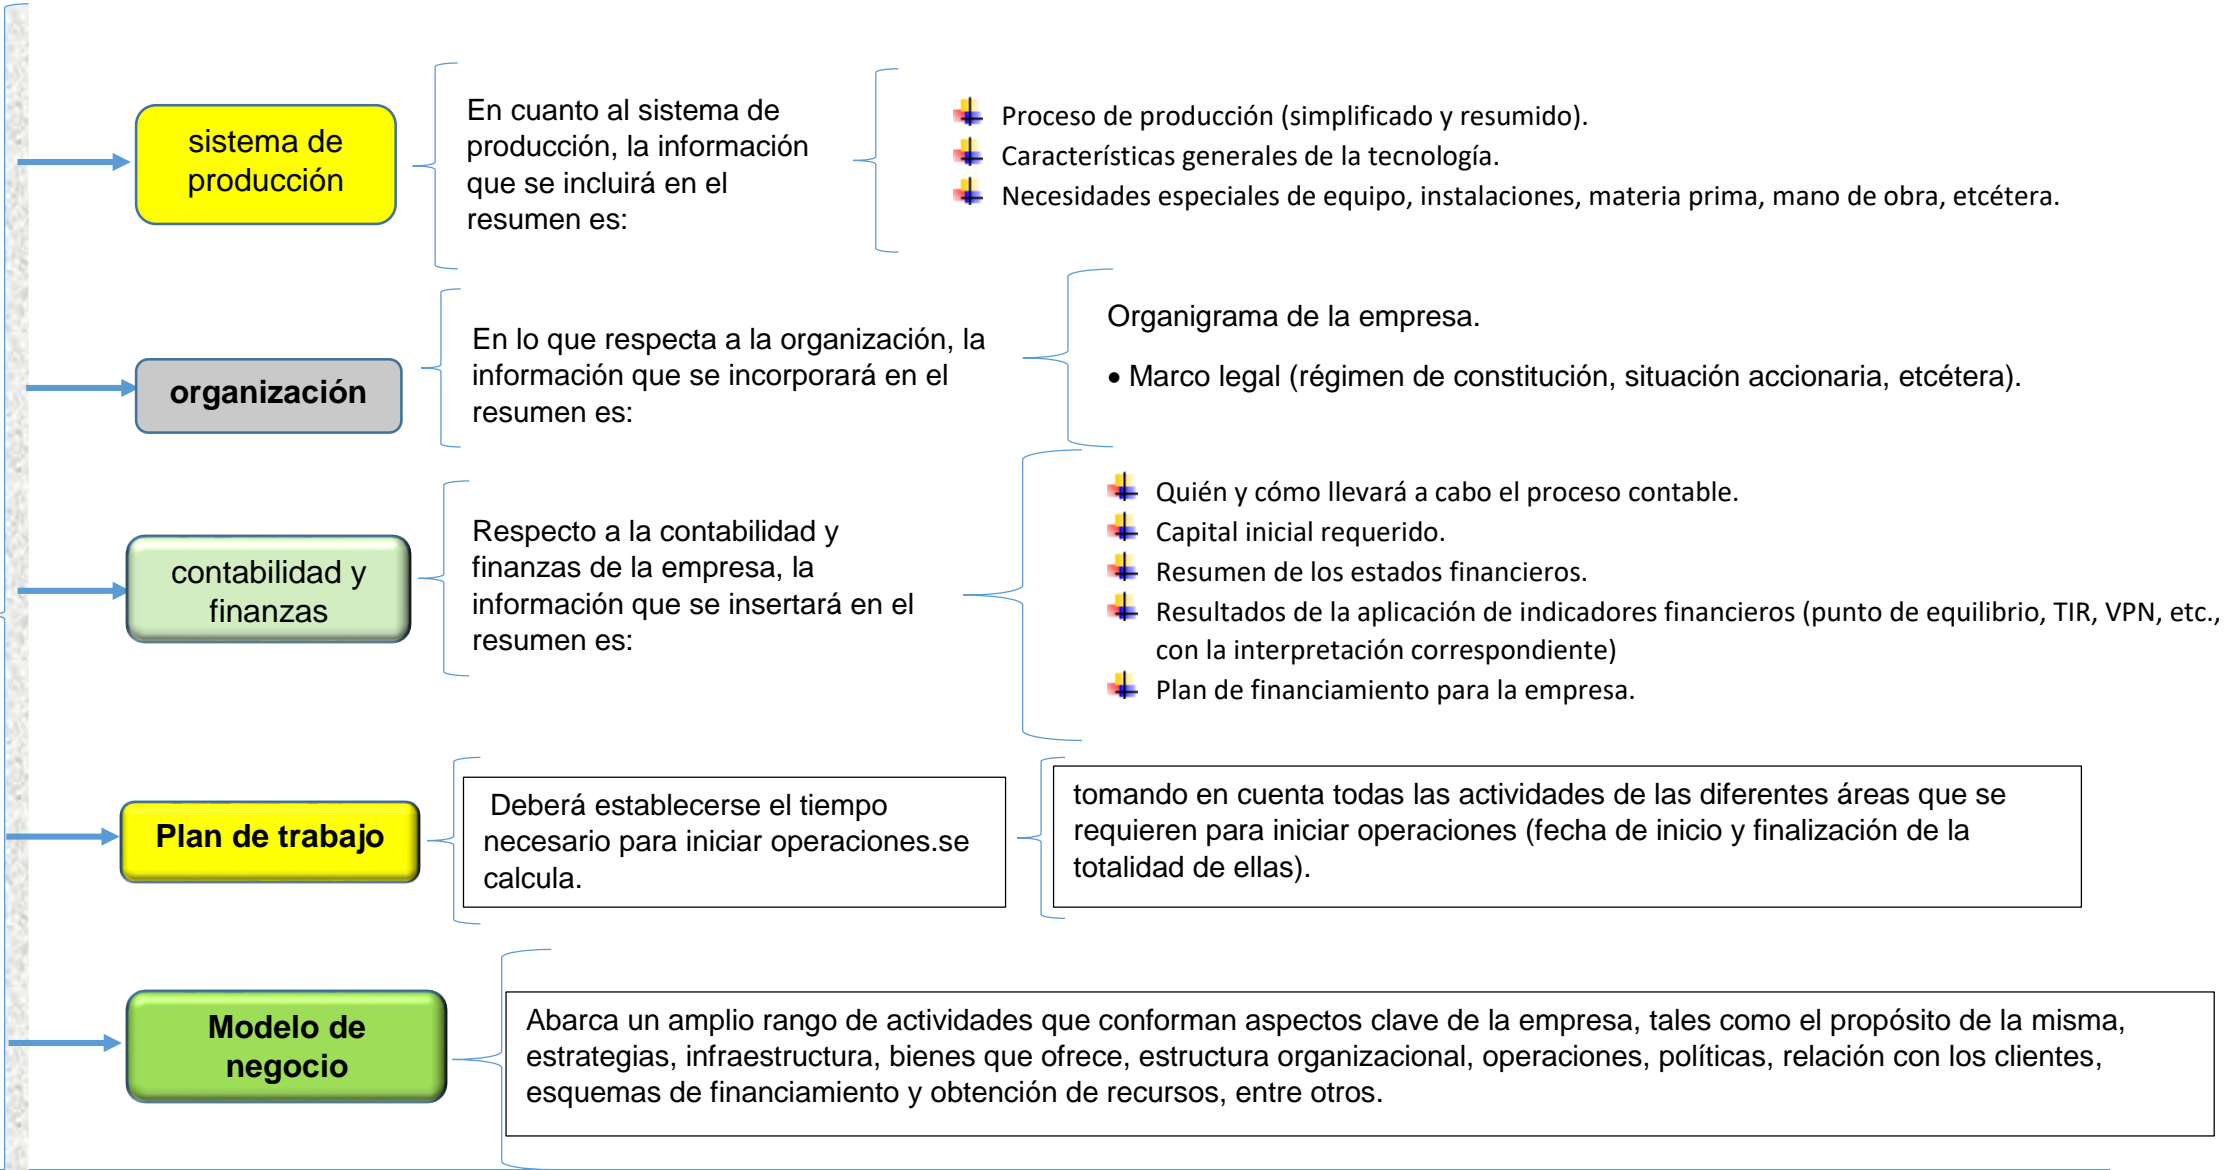 sistema de
producción
En cuanto al sistema de
producción, la información
que se incluirá en el
resumen es:
Proceso de producción (simplificado y resumido).
Características generales de la tecnología.
Necesidades especiales de equipo, instalaciones, materia prima, mano de obra, etcétera.
organización
En lo que respecta a la organización, la
información que se incorporará en el
resumen es:
Organigrama de la empresa.
• Marco legal (régimen de constitución, situación accionaria, etcétera).
contabilidad y
finanzas
Respecto a la contabilidad y
finanzas de la empresa, la
información que se insertará en el
resumen es:
Quién y cómo llevará a cabo el proceso contable.
Capital inicial requerido.
Resumen de los estados financieros.
Resultados de la aplicación de indicadores financieros (punto de equilibrio, TIR, VPN, etc.,
con la interpretación correspondiente)
Plan de financiamiento para la empresa.
Plan de trabajo
Deberá establecerse el tiempo
necesario para iniciar operaciones.se
calcula.
tomando en cuenta todas las actividades de las diferentes áreas que se
requieren para iniciar operaciones (fecha de inicio y finalización de la
totalidad de ellas).
Modelo de
negocio
Abarca un amplio rango de actividades que conforman aspectos clave de la empresa, tales como el propósito de la misma,
estrategias, infraestructura, bienes que ofrece, estructura organizacional, operaciones, políticas, relación con los clientes,
esquemas de financiamiento y obtención de recursos, entre otros.